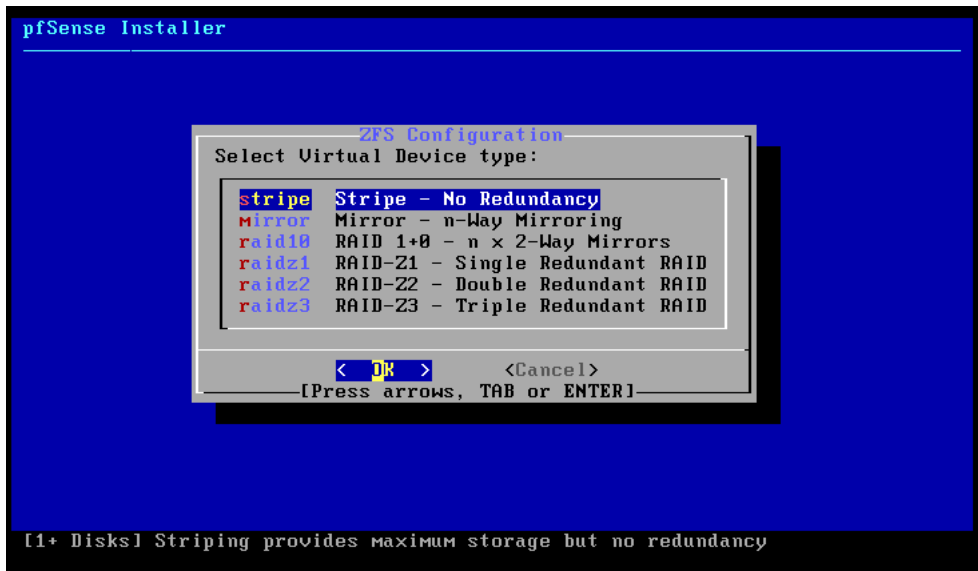 pfSense Installer
ZFS Configuration
Select Virtual Device type:
stripe Stripe - No Redundancy
mirror Mirror - n-Way Mirroring
raid10 RAID 1+0 - n x 2-Way Mirrors
raidz1 RAID-Z1 - Single Redundant RAID
raidz2 RAID-Z2 - Double Redundant RAID
raidz3 RAID-Z3 - Triple Redundant RAID
< OK > <Cancel>
[Press arrows, TAB or ENTER]
[1+ Disks] Striping provides maximum storage but no redundancy